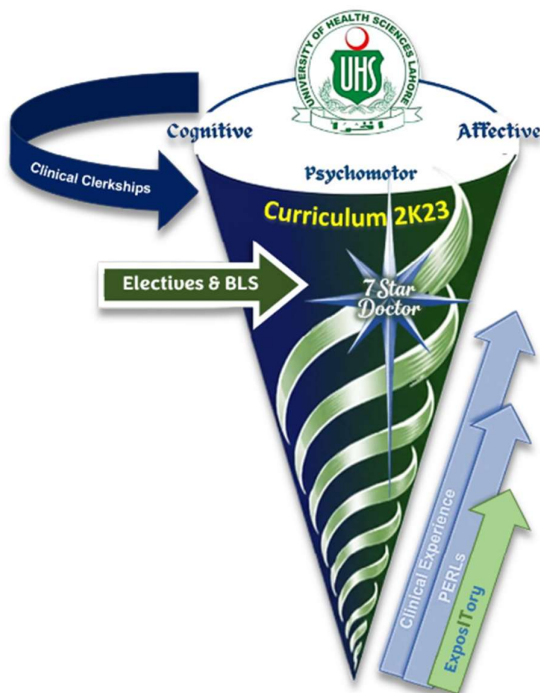 UNIVERSITY OF HEALTH SCIENCES LAHORE
UHS
اقرأ
Cognitive
Affective
Psychomotor
Clinical Clerkships
Curriculum 2K23
Electives & BLS
7 Star
Doctor
Clinical Experience
PERLs
ExposITory